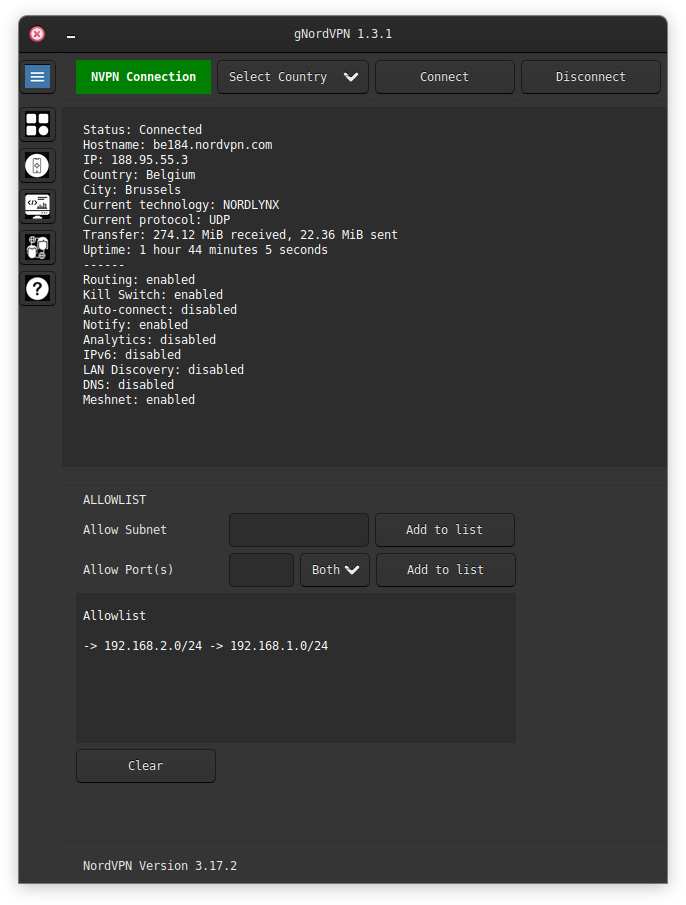 gNordVPN 1.3.1
NVPN Connection
Select Country
Connect
Disconnect
Status: Connected
Hostname: be184.nordvpn.com
IP: 188.95.55.3
Country: Belgium
City: Brussels
Current technology: NORDLYNX
Current protocol: UDP
Transfer: 274.12 MiB received, 22.36 MiB sent
Uptime: 1 hour 44 minutes 5 seconds
------
Routing: enabled
Kill Switch: enabled
Auto-connect: disabled
Notify: enabled
Analytics: disabled
IPv6: disabled
LAN Discovery: disabled
DNS: disabled
Meshnet: enabled
ALLOWLIST
Allow Subnet
Add to list
Allow Port(s)
Both
Add to list
Allowlist
-> 192.168.2.0/24 -> 192.168.1.0/24
Clear
NordVPN Version 3.17.2